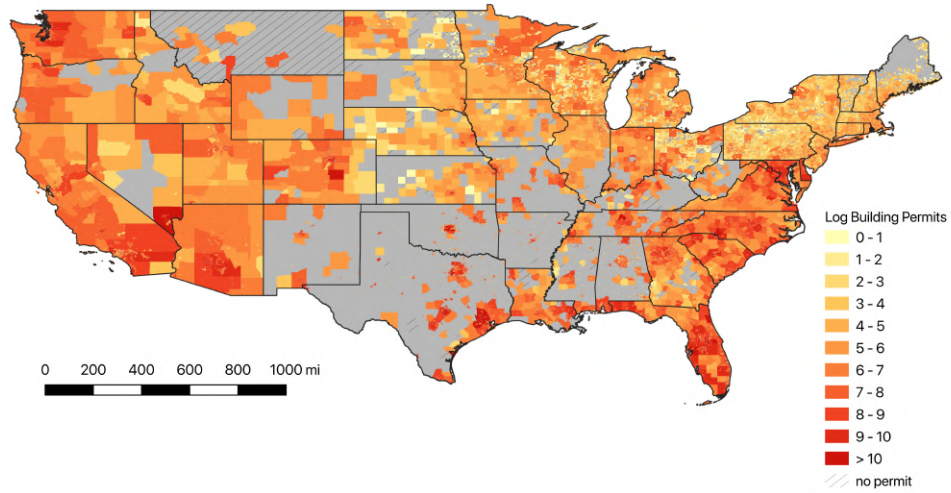 Log Building Permits
0 - 1
1 - 2
2 - 3
3 - 4
4 - 5
5 - 6
6 - 7
7 - 8
8 - 9
9 - 10
> 10
no permit
0 200 400 600 800 1000 mi